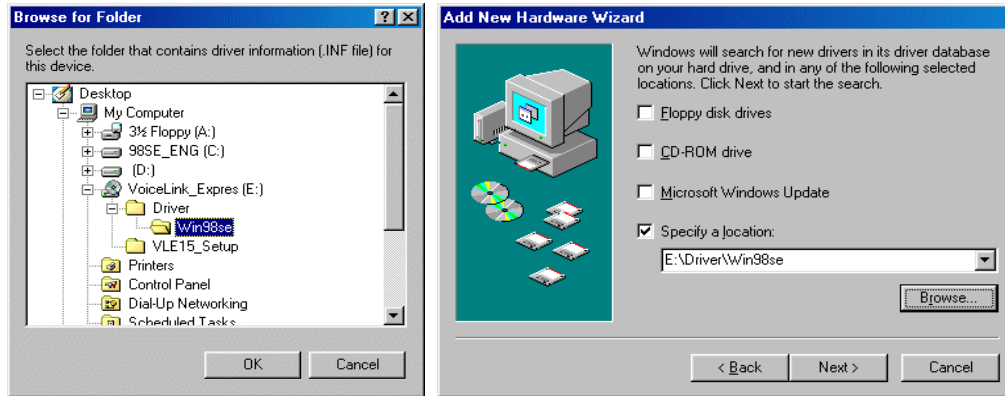 Browse for Folder
Select the folder that contains driver information (.INF file) for
this device.
Desktop
My Computer
3½ Floppy (A:)
98SE_ENG (C:)
(D:)
VoiceLink_Expres (E:)
Driver
Win98se
VLE15_Setup
Printers
Control Panel
Dial-Up Networking
Scheduled Tasks
OK
Cancel
Add New Hardware Wizard
Windows will search for new drivers in its driver database
on your hard drive, and in any of the following selected
locations. Click Next to start the search.
Floppy disk drives
CD-ROM drive
Microsoft Windows Update
Specify a location:
E:\Driver\Win98se
Browse...
< Back
Next >
Cancel